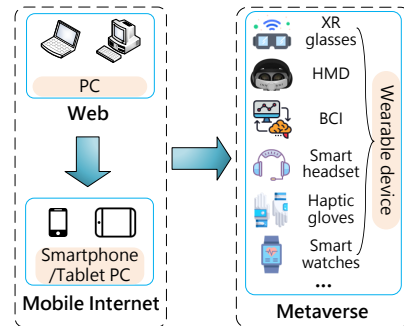 PC
Web
Smartphone
/Tablet PC
Mobile Internet
XR
glasses
HMD
BCI
Smart
headset
Haptic
gloves
Smart
watches
...
Wearable device
Metaverse